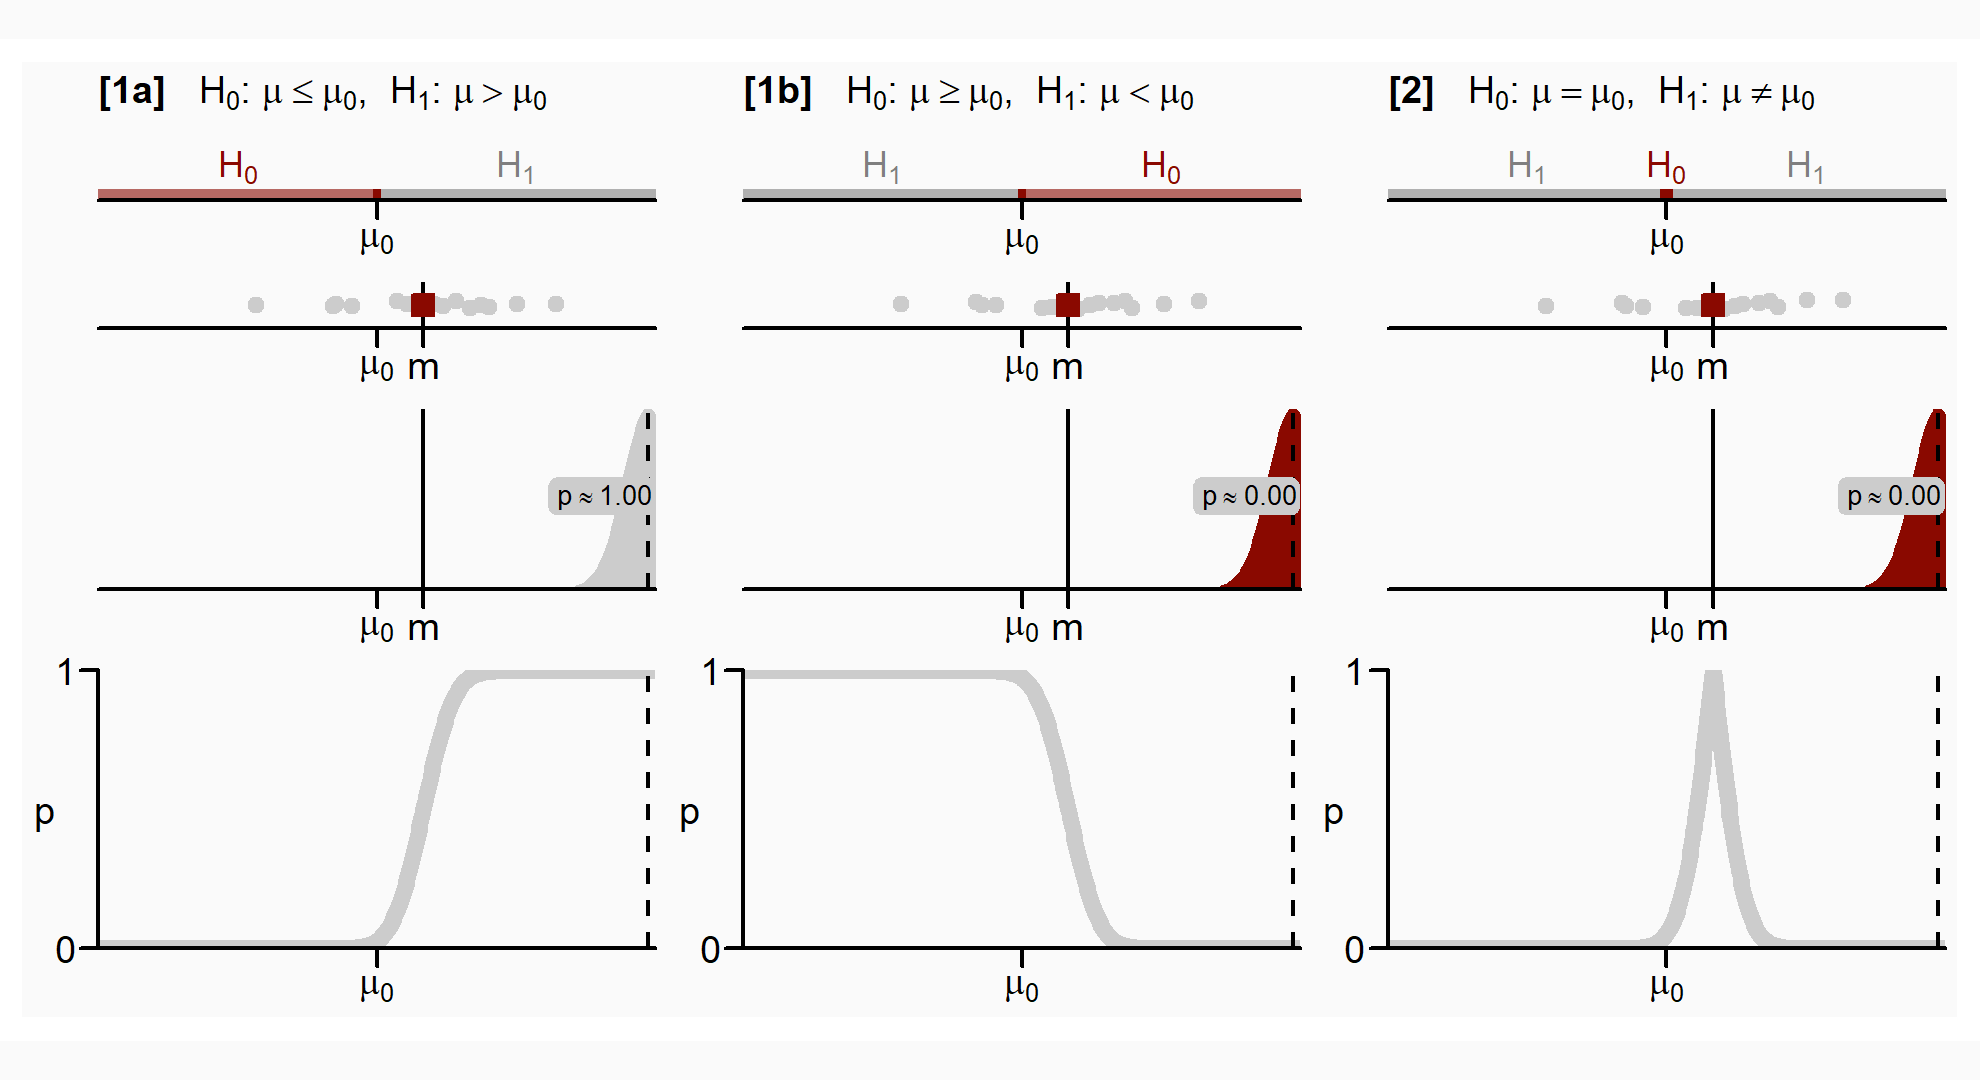 [1a] H₀: μ ≤ μ₀, H₁: μ > μ₀
[1b] H₀: μ ≥ μ₀, H₁: μ < μ₀
[2] H₀: μ = μ₀, H₁: μ ≠ μ₀
H₀ H₁
H₁ H₀
H₁ H₀ H₁
μ₀
μ₀
μ₀
μ₀ m
μ₀ m
μ₀ m
p ≈ 1.00
p ≈ 0.00
p ≈ 0.00
μ₀ m
μ₀ m
μ₀ m
1
p
0
μ₀
1
p
0
μ₀
1
p
0
μ₀